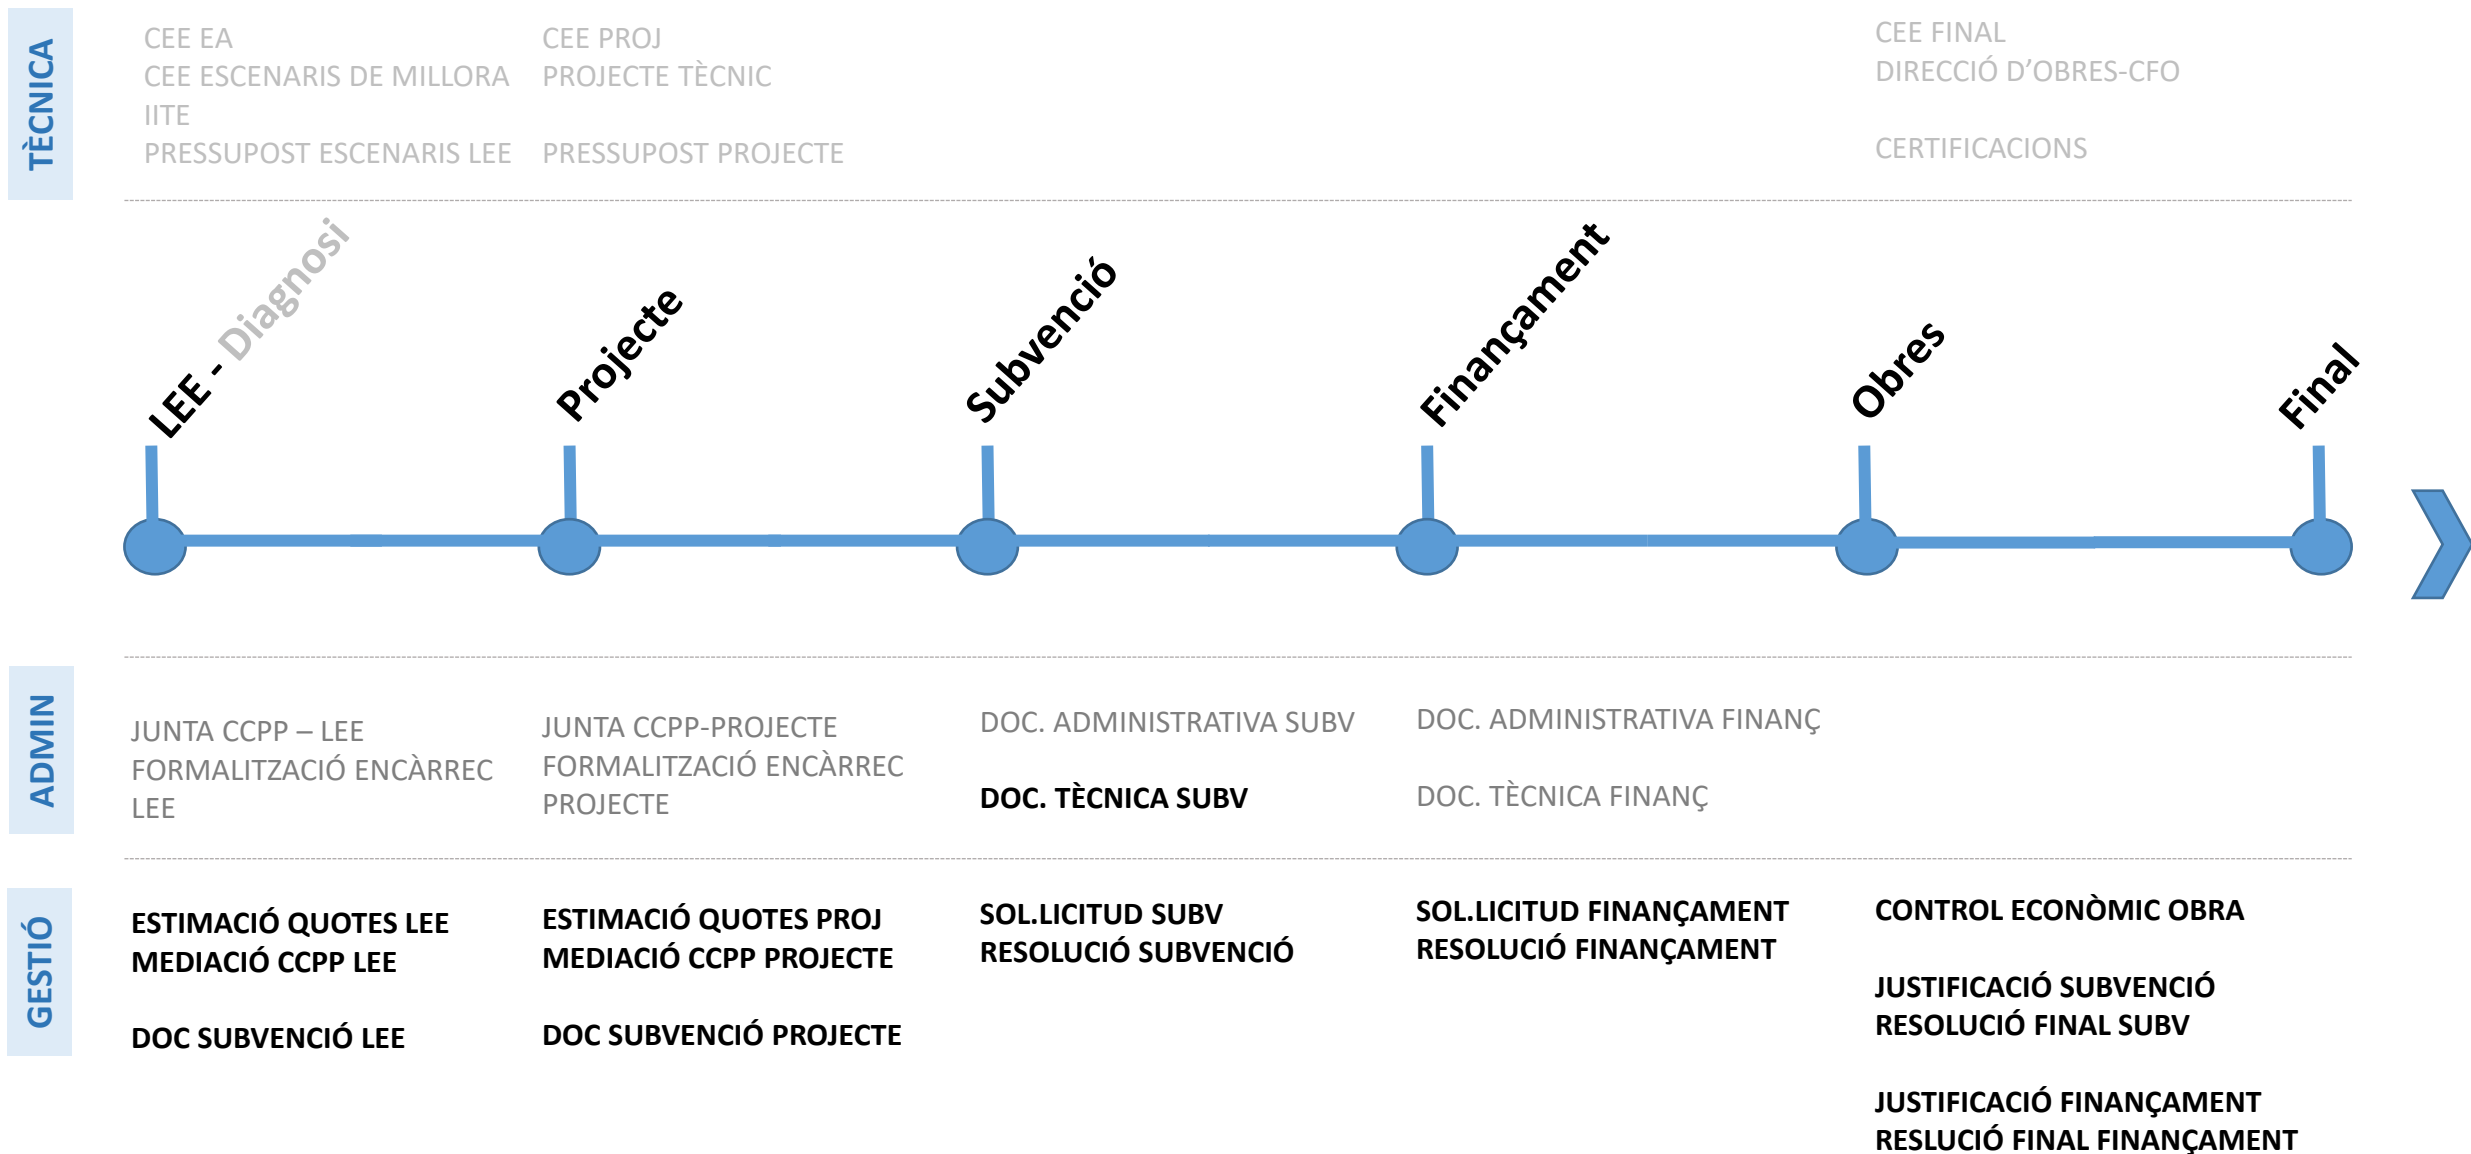 TÈCNICA
CEE EA
CEE ESCENARIS DE MILLORA
IITE
PRESSUPOST ESCENARIS LEE
CEE PROJ
PROJECTE TÈCNIC
PRESSUPOST PROJECTE
CEE FINAL
DIRECCIÓ D’OBRES-CFO
CERTIFICACIONS
LEE - Diagnosi
Projecte
Subvenció
Finançament
Obres
Final
ADMIN
JUNTA CCPP – LEE
FORMALITZACIÓ ENCÀRREC
LEE
JUNTA CCPP-PROJECTE
FORMALITZACIÓ ENCÀRREC
PROJECTE
DOC. ADMINISTRATIVA SUBV
DOC. TÈCNICA SUBV
DOC. ADMINISTRATIVA FINANÇ
DOC. TÈCNICA FINANÇ
GESTIÓ
ESTIMACIÓ QUOTES LEE
MEDIACIÓ CCPP LEE
DOC SUBVENCIÓ LEE
ESTIMACIÓ QUOTES PROJ
MEDIACIÓ CCPP PROJECTE
DOC SUBVENCIÓ PROJECTE
SOL.LICITUD SUBV
RESOLUCIÓ SUBVENCIÓ
SOL.LICITUD FINANÇAMENT
RESOLUCIÓ FINANÇAMENT
CONTROL ECONÒMIC OBRA
JUSTIFICACIÓ SUBVENCIÓ
RESOLUCIÓ FINAL SUBV
JUSTIFICACIÓ FINANÇAMENT
RESLUCIÓ FINAL FINANÇAMENT